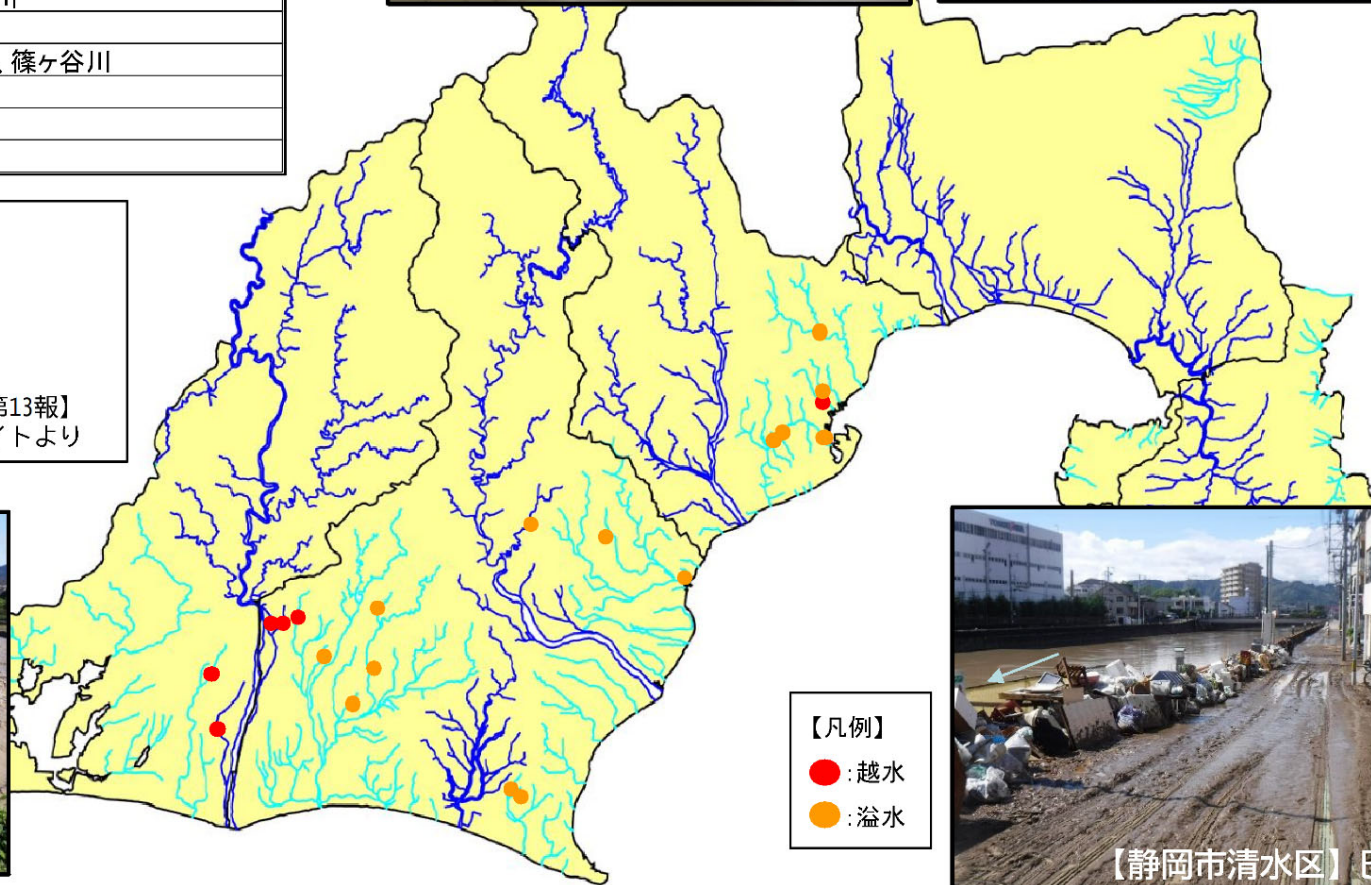 、篠ヶ谷川
第13報】
イトより
【凡例】
:越水
:溢水
【静岡市清水区】